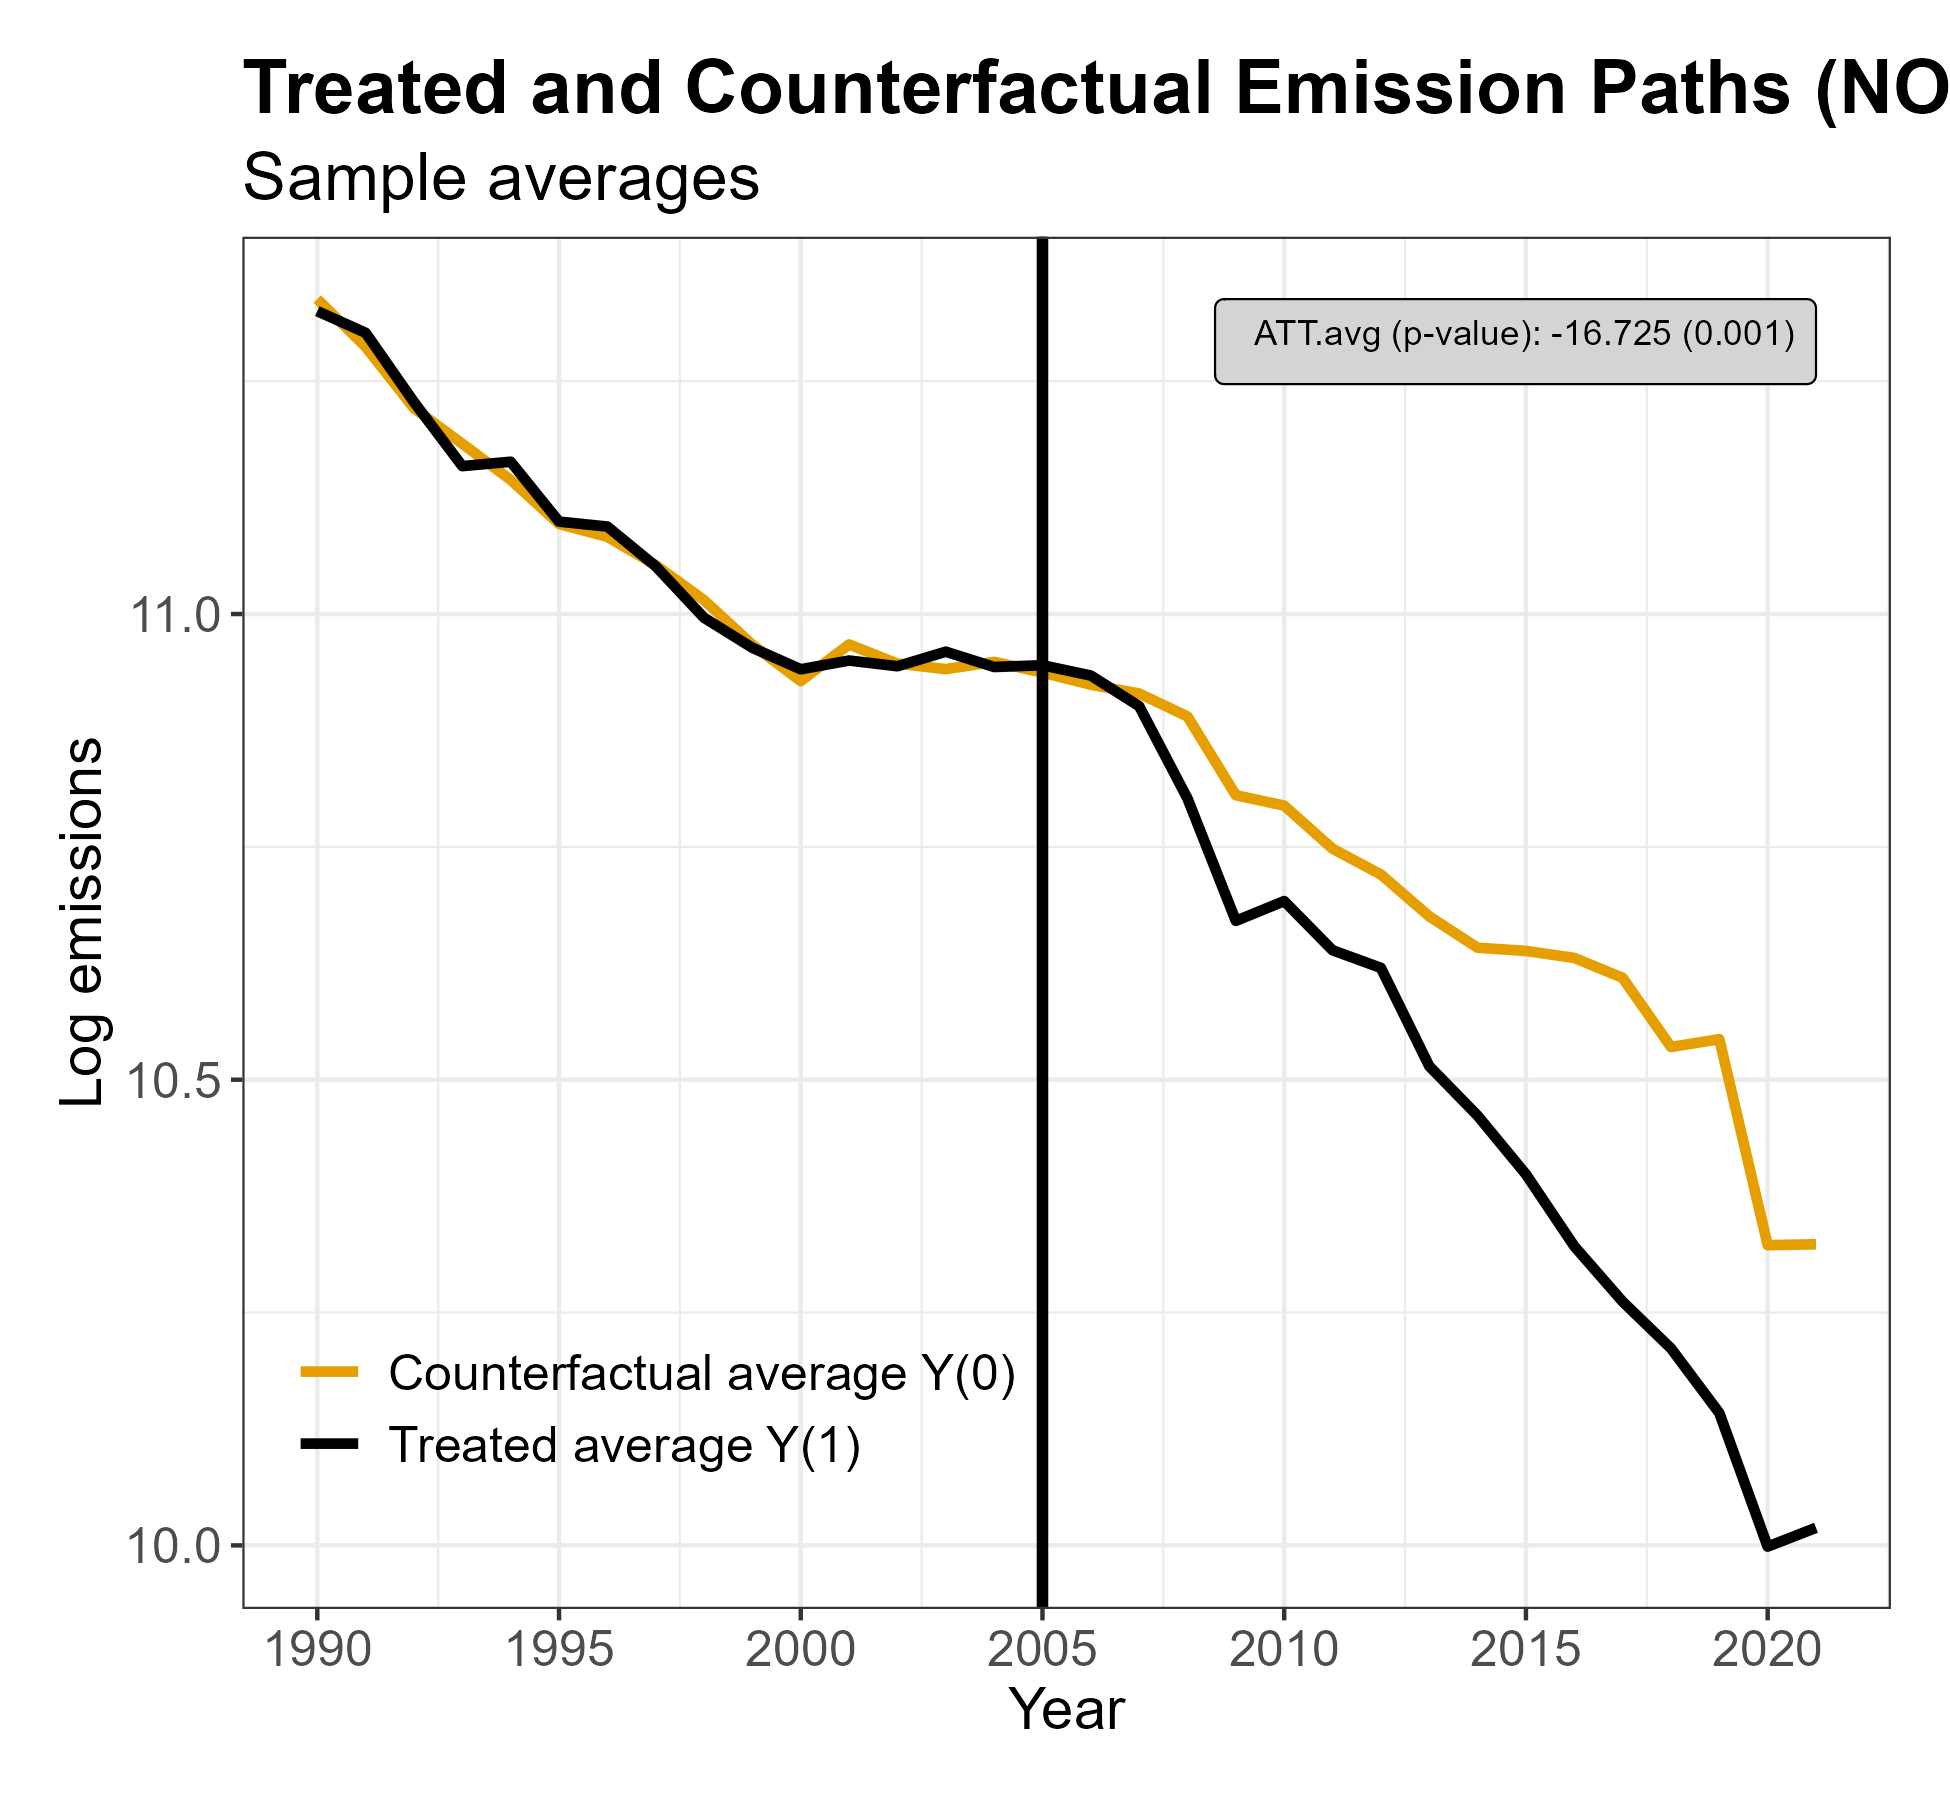 Treated and Counterfactual Emission Paths (NO
Sample averages
ATT.avg (p-value): -16.725 (0.001)
11.0
10.5
10.0
Log emissions
Counterfactual average Y(0)
Treated average Y(1)
1990 1995 2000 2005 2010 2015 2020
Year